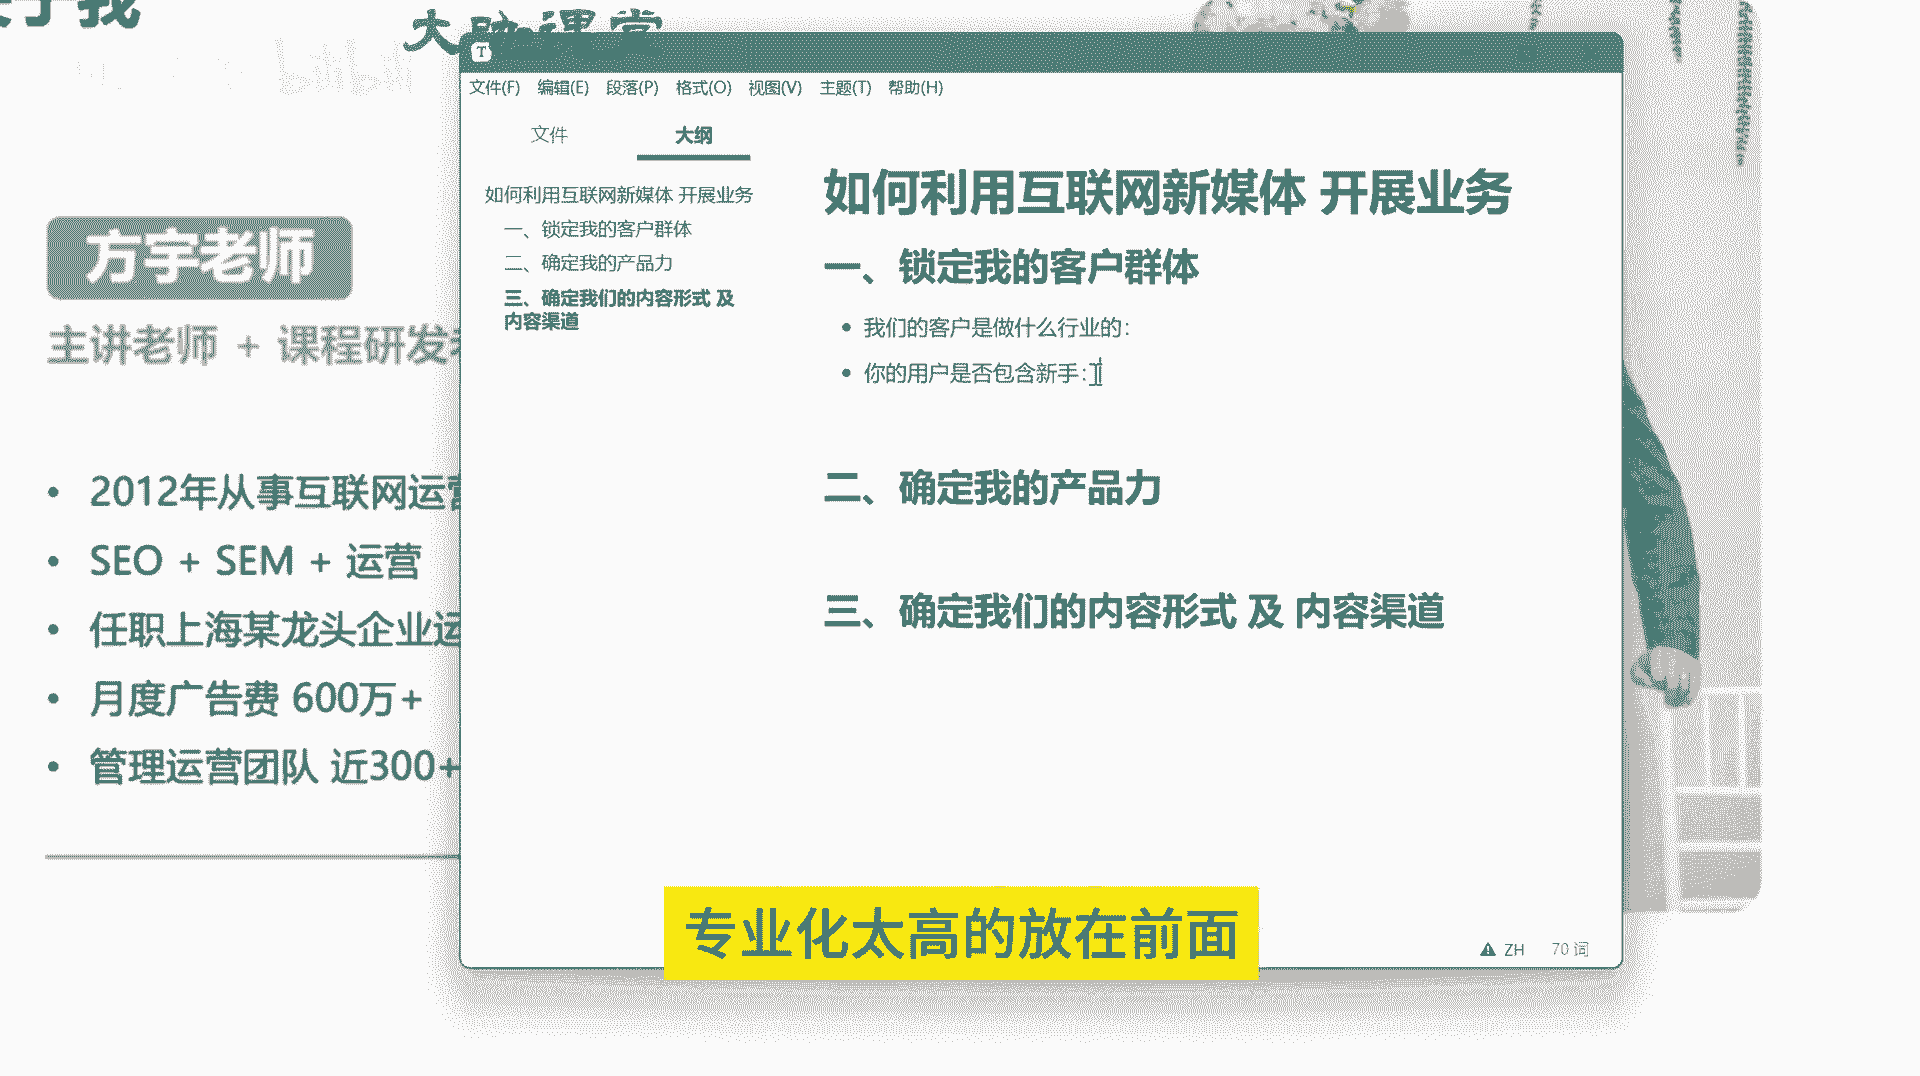 大咖课堂
bilibili
方宇老师
主讲老师 + 课程研发
2012年从事互联网运营
SEO + SEM + 运营
任职上海某龙头企业运
月度广告费 600万+
管理运营团队 近300+
T
文件(F) 编辑(E) 段落(P) 格式(O) 视图(V) 主题(T) 帮助(H)
文件 大纲
如何利用互联网新媒体 开展业务
一、锁定我的客户群体
二、确定我的产品力
三、确定我们的内容形式 及
内容渠道
如何利用互联网新媒体 开展业务
一、锁定我的客户群体
我们的客户是做什么行业的:
你的用户是否包含新手:
二、确定我的产品力
三、确定我们的内容形式 及 内容渠道
ZH 70 词
专业化太高的放在前面